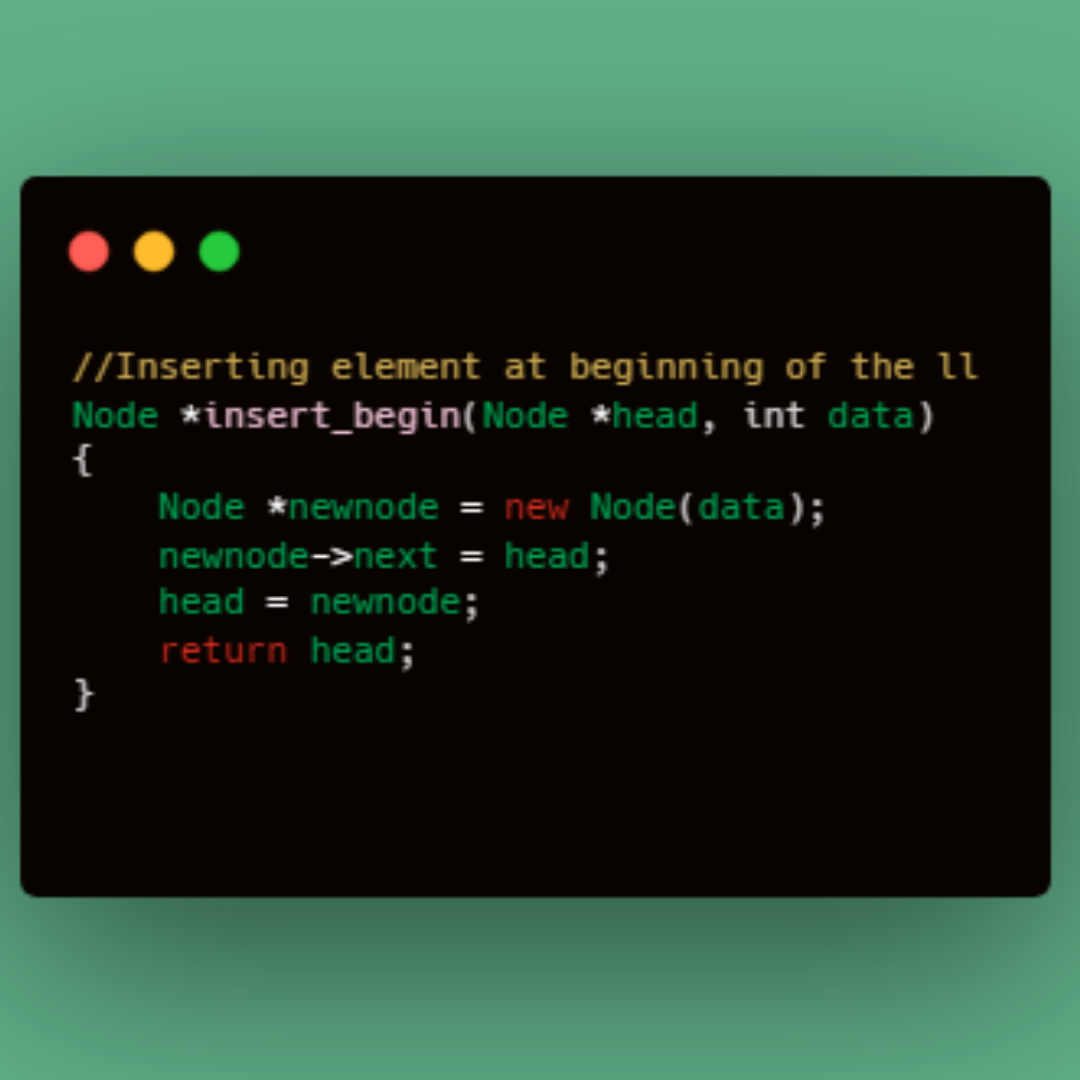 //Inserting element at beginning of the ll
Node *insert_begin(Node *head, int data)
{
    Node *newnode = new Node(data);
    newnode->next = head;
    head = newnode;
    return head;
}